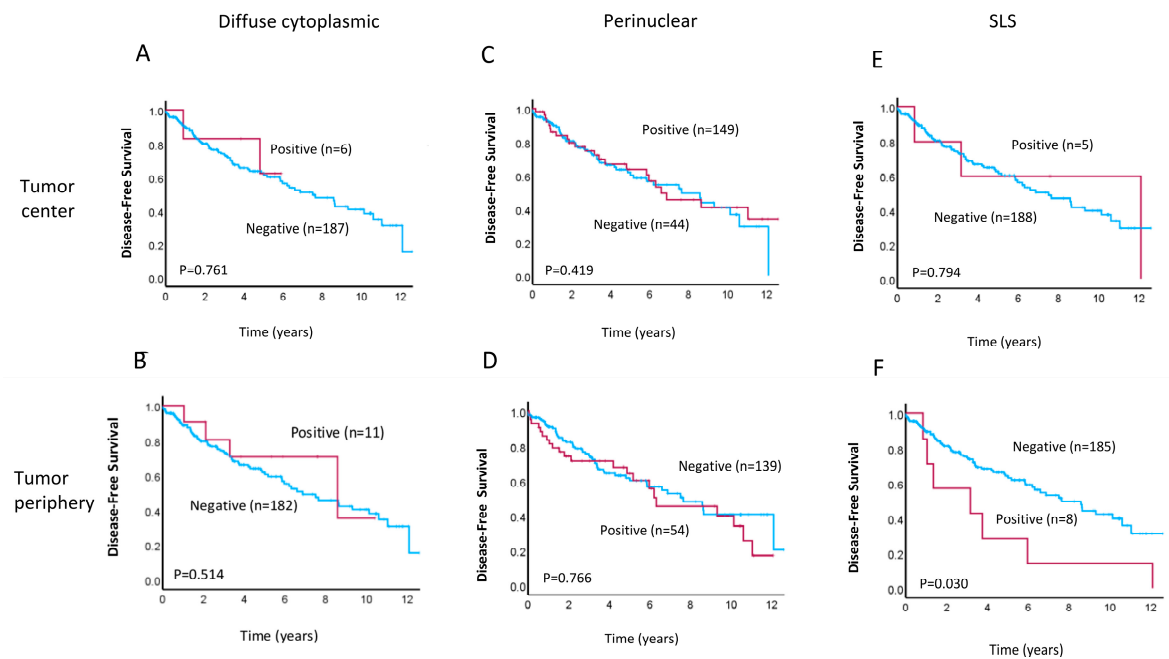 Diffuse cytoplasmic
Perinuclear
SLS
Tumor
center
A
Disease-Free Survival
1.0
0.8
0.6
0.4
0.2
0.0
Positive (n=6)
Negative (n=187)
P=0.761
0 2 4 6 8 10 12
Time (years)
C
Disease-Free Survival
1.0
0.8
0.6
0.4
0.2
0.0
Positive (n=149)
Negative (n=44)
P=0.419
0 2 4 6 8 10 12
Time (years)
E
Disease-Free Survival
1.0
0.8
0.6
0.4
0.2
0.0
Positive (n=5)
Negative (n=188)
P=0.794
0 2 4 6 8 10 12
Time (years)
Tumor
periphery
B
Disease-Free Survival
1.0
0.8
0.6
0.4
0.2
0.0
Positive (n=11)
Negative (n=182)
P=0.514
0 2 4 6 8 10 12
Time (years)
D
Disease-Free Survival
1.0
0.8
0.6
0.4
0.2
0.0
Negative (n=139)
Positive (n=54)
P=0.766
0 2 4 6 8 10 12
Time (years)
F
Disease-Free Survival
1.0
0.8
0.6
0.4
0.2
0.0
Negative (n=185)
Positive (n=8)
P=0.030
0 2 4 6 8 10 12
Time (years)